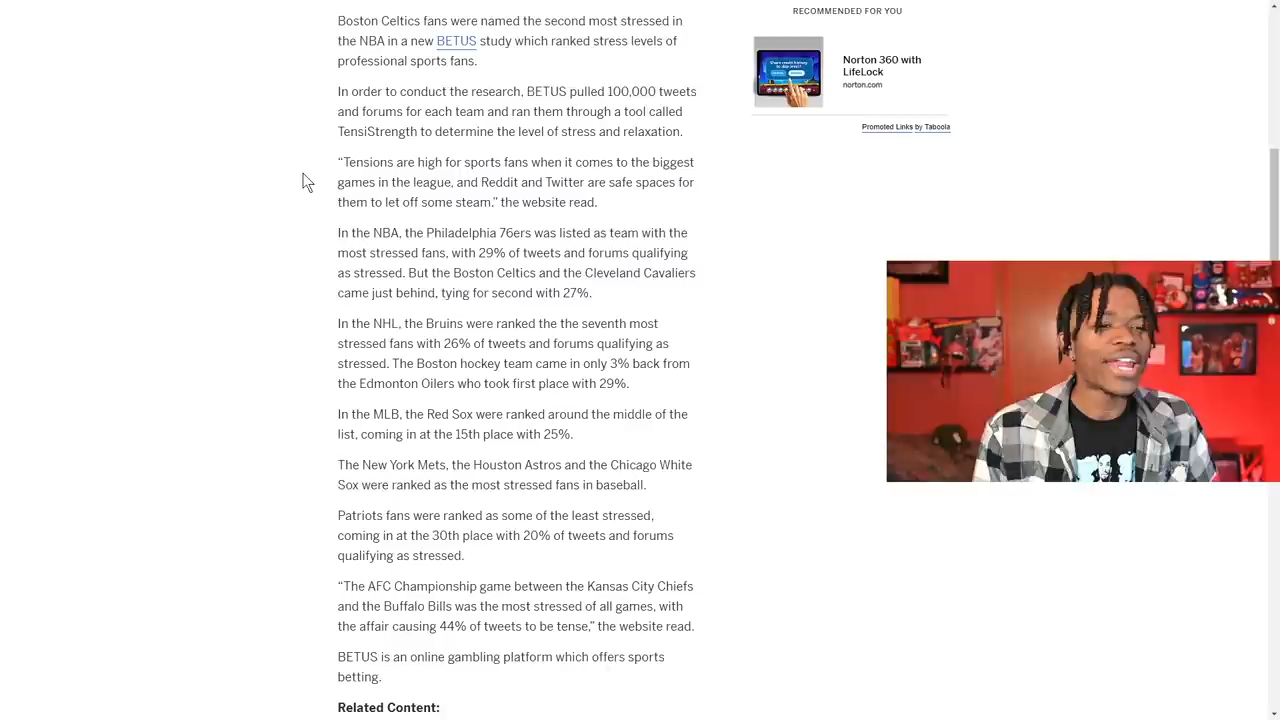 Boston Celtics fans were named the second most stressed in
the NBA in a new BETUS study which ranked stress levels of
professional sports fans.
In order to conduct the research, BETUS pulled 100,000 tweets
and forums for each team and ran them through a tool called
TensiStrength to determine the level of stress and relaxation.
“Tensions are high for sports fans when it comes to the biggest
games in the league, and Reddit and Twitter are safe spaces for
them to let off some steam.” the website read.
In the NBA, the Philadelphia 76ers was listed as team with the
most stressed fans, with 29% of tweets and forums qualifying
as stressed. But the Boston Celtics and the Cleveland Cavaliers
came just behind, tying for second with 27%.
In the NHL, the Bruins were ranked the the seventh most
stressed fans with 26% of tweets and forums qualifying as
stressed. The Boston hockey team came in only 3% back from
the Edmonton Oilers who took first place with 29%.
In the MLB, the Red Sox were ranked around the middle of the
list, coming in at the 15th place with 25%.
The New York Mets, the Houston Astros and the Chicago White
Sox were ranked as the most stressed fans in baseball.
Patriots fans were ranked as some of the least stressed,
coming in at the 30th place with 20% of tweets and forums
qualifying as stressed.
“The AFC Championship game between the Kansas City Chiefs
and the Buffalo Bills was the most stressed of all games, with
the affair causing 44% of tweets to be tense,” the website read.
BETUS is an online gambling platform which offers sports
betting.
Related Content:
RECOMMENDED FOR YOU
Norton 360 with
LifeLock
norton.com
Promoted Links by Taboola